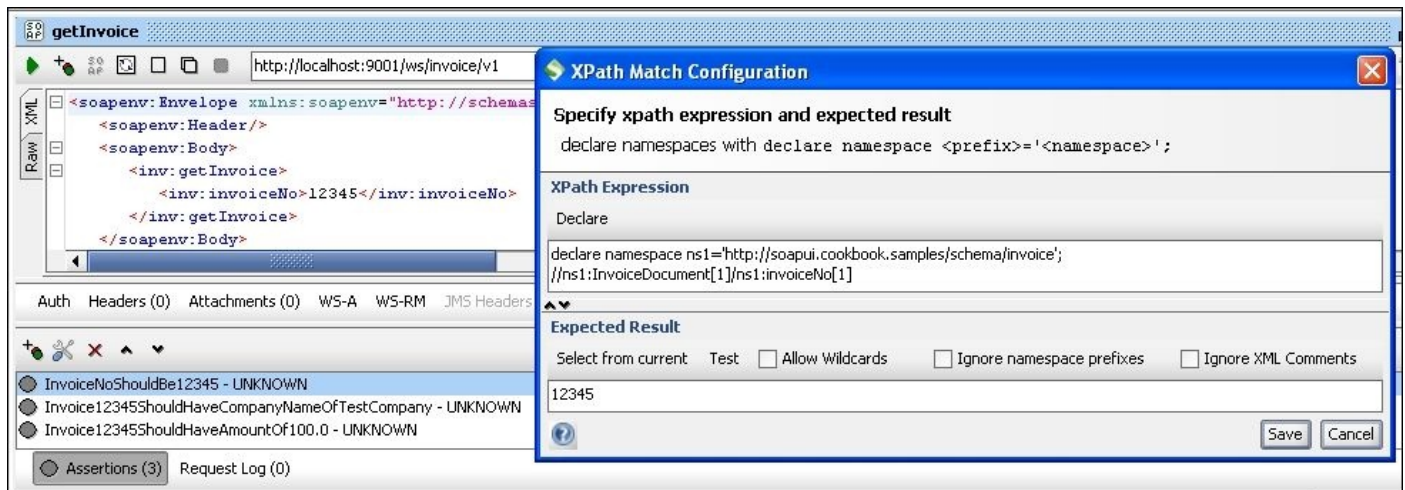 getInvoice
http://localhost:9001/ws/invoice/v1
XML
Raw
<soapenv:Envelope xmlns:soapenv="http://schemas
<soapenv:Header/>
<soapenv:Body>
<inv:getInvoice>
<inv:invoiceNo>12345</inv:invoiceNo>
</inv:getInvoice>
</soapenv:Body>
Auth Headers (0) Attachments (0) WS-A WS-RM JMS Headers
InvoiceNoShouldBe12345 - UNKNOWN
Invoice12345ShouldHaveCompanyNameOfTestCompany - UNKNOWN
Invoice12345ShouldHaveAmountOf100.0 - UNKNOWN
Assertions (3) Request Log (0)
XPath Match Configuration
Specify xpath expression and expected result
declare namespaces with declare namespace <prefix>='<namespace>';
XPath Expression
Declare
declare namespace ns1='http://soapui.cookbook.samples/schema/invoice';
//ns1:InvoiceDocument[1]/ns1:invoiceNo[1]
Expected Result
Select from current Test Allow Wildcards Ignore namespace prefixes Ignore XML Comments
12345
Save Cancel